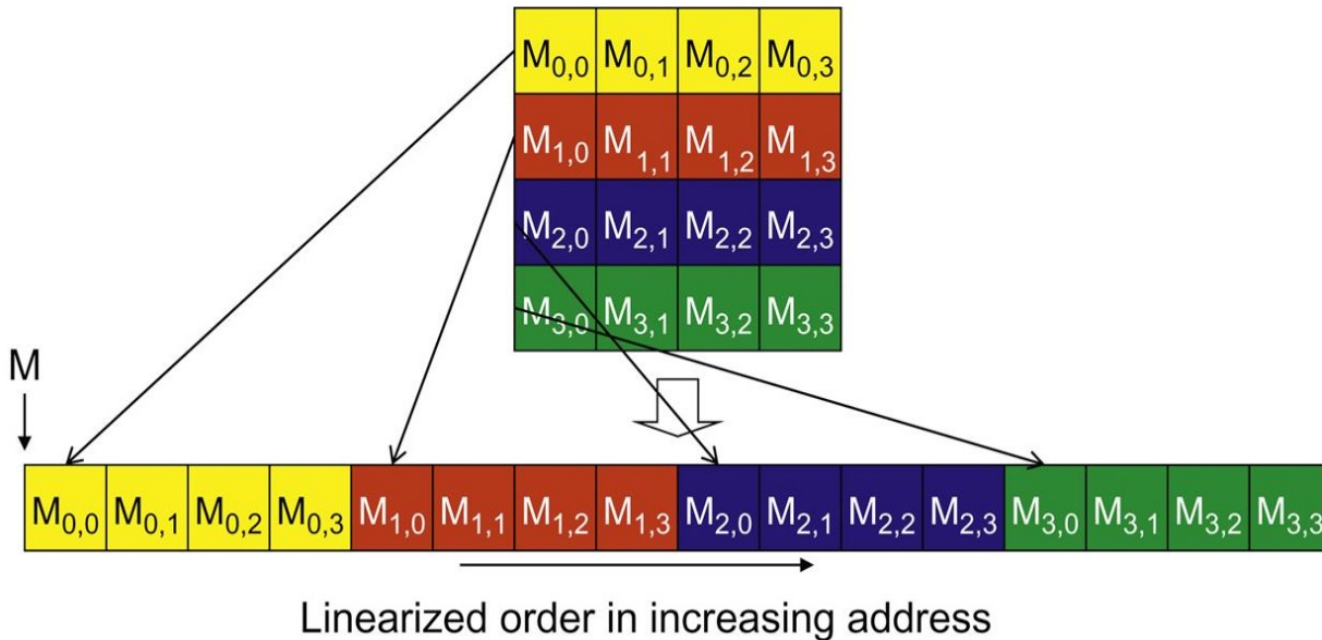 M0,0 M0,1 M0,2 M0,3
M1,0 M1,1 M1,2 M1,3
M2,0 M2,1 M2,2 M2,3
M3,0 M3,1 M3,2 M3,3
M
M0,0 M0,1 M0,2 M0,3 M1,0 M1,1 M1,2 M1,3 M2,0 M2,1 M2,2 M2,3 M3,0 M3,1 M3,2 M3,3
Linearized order in increasing address